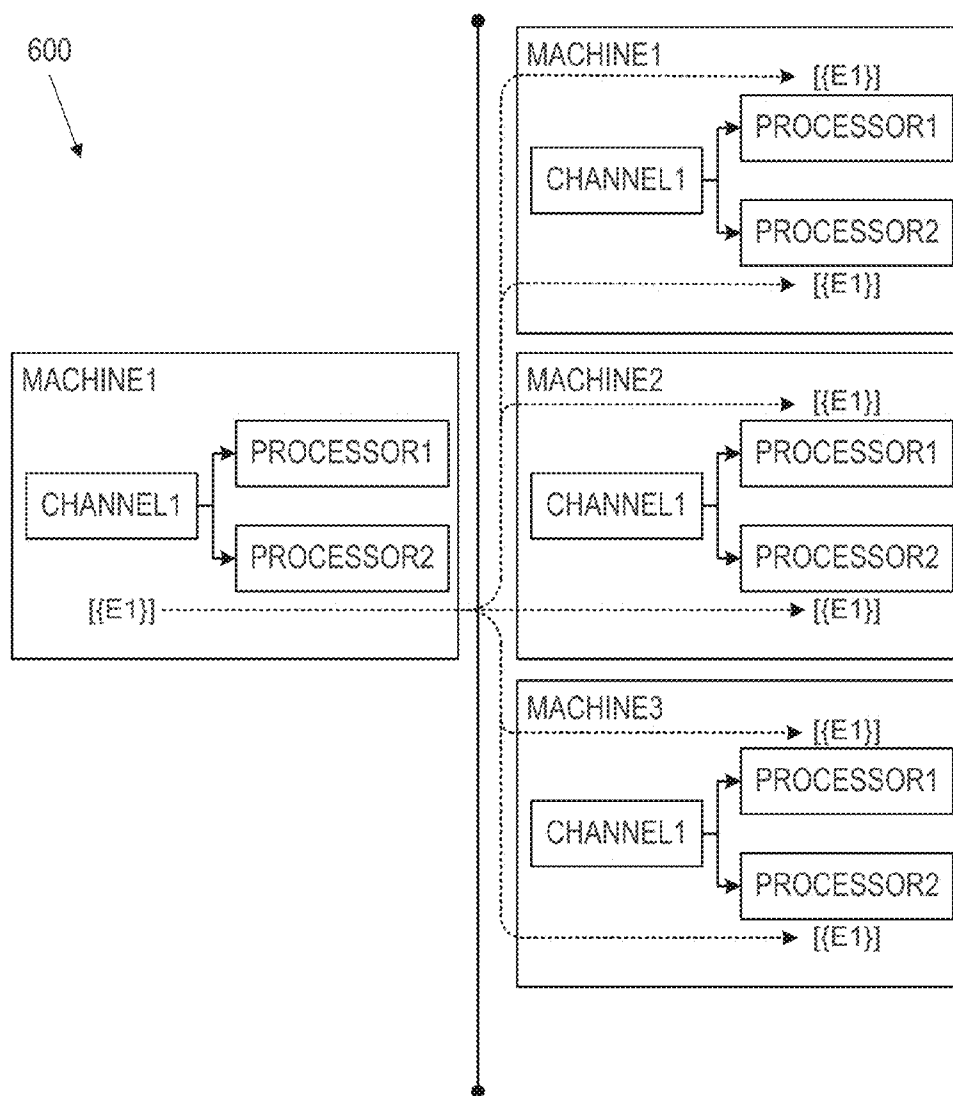 600
MACHINE1
CHANNEL1
PROCESSOR1
PROCESSOR2
[{E1}]
MACHINE1
[{E1}]
CHANNEL1
PROCESSOR1
PROCESSOR2
[{E1}]
MACHINE2
[{E1}]
CHANNEL1
PROCESSOR1
PROCESSOR2
[{E1}]
MACHINE3
[{E1}]
CHANNEL1
PROCESSOR1
PROCESSOR2
[{E1}]